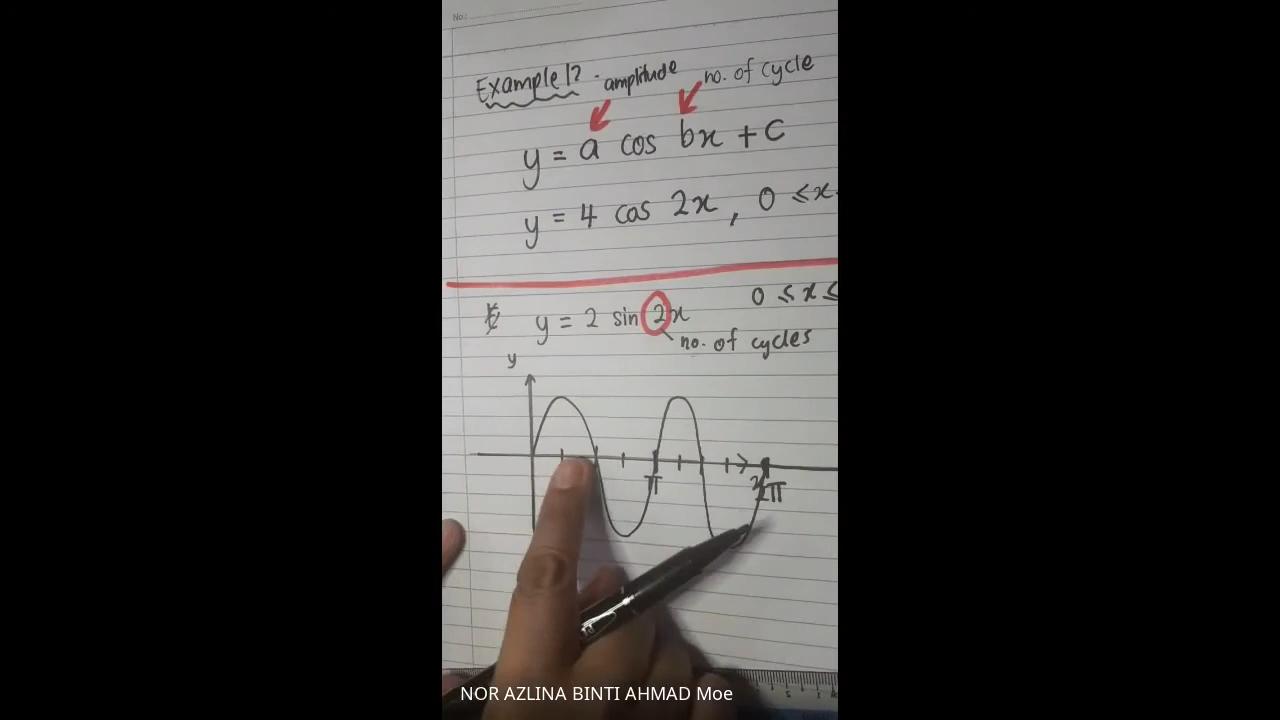 No:
Example 12. amplitude no. of cycle
y = a cos bx + c
y = 4 cos 2x , 0 ≤ x
0 ≤ x ≤
y = 2 sin 2x
no. of cycles
y
π
2π
NOR AZLINA BINTI AHMAD Moe